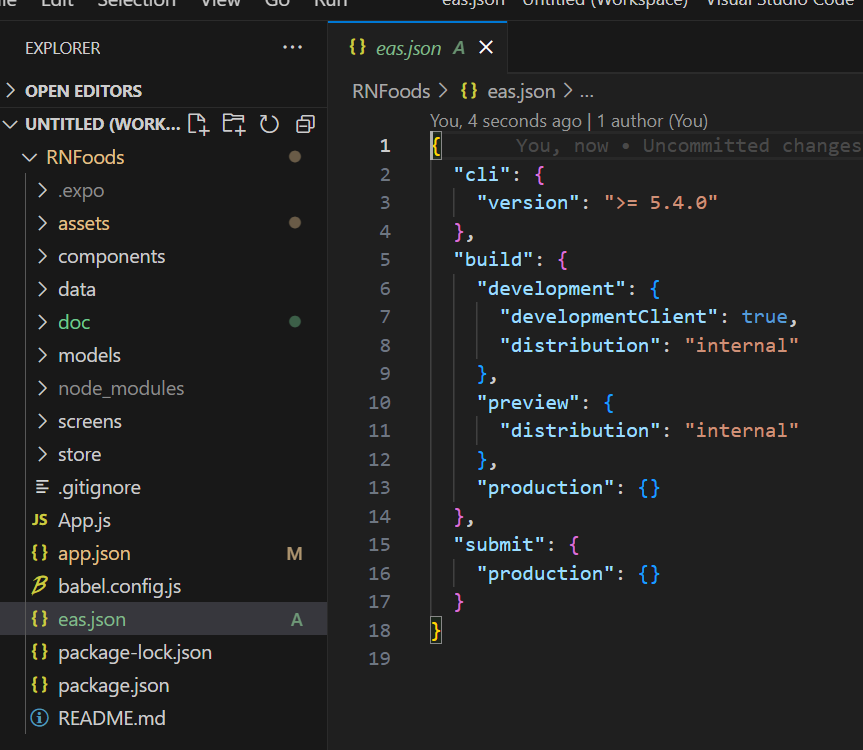 Edit Selection View Go Run eas.json Untitled (Workspace) Visual Studio Code
EXPLORER ...
OPEN EDITORS
UNTITLED (WORK...
RNFoods
.expo
assets
components
data
doc
models
node_modules
screens
store
.gitignore
JS App.js
{} app.json M
babel.config.js
{} eas.json A
{} package-lock.json
{} package.json
README.md
{} eas.json A
RNFoods > {} eas.json > ...
You, 4 seconds ago | 1 author (You)
1 { You, now • Uncommitted changes
2 "cli": {
3 "version": ">= 5.4.0"
4 },
5 "build": {
6 "development": {
7 "developmentClient": true,
8 "distribution": "internal"
9 },
10 "preview": {
11 "distribution": "internal"
12 },
13 "production": {}
14 },
15 "submit": {
16 "production": {}
17 }
18 }
19